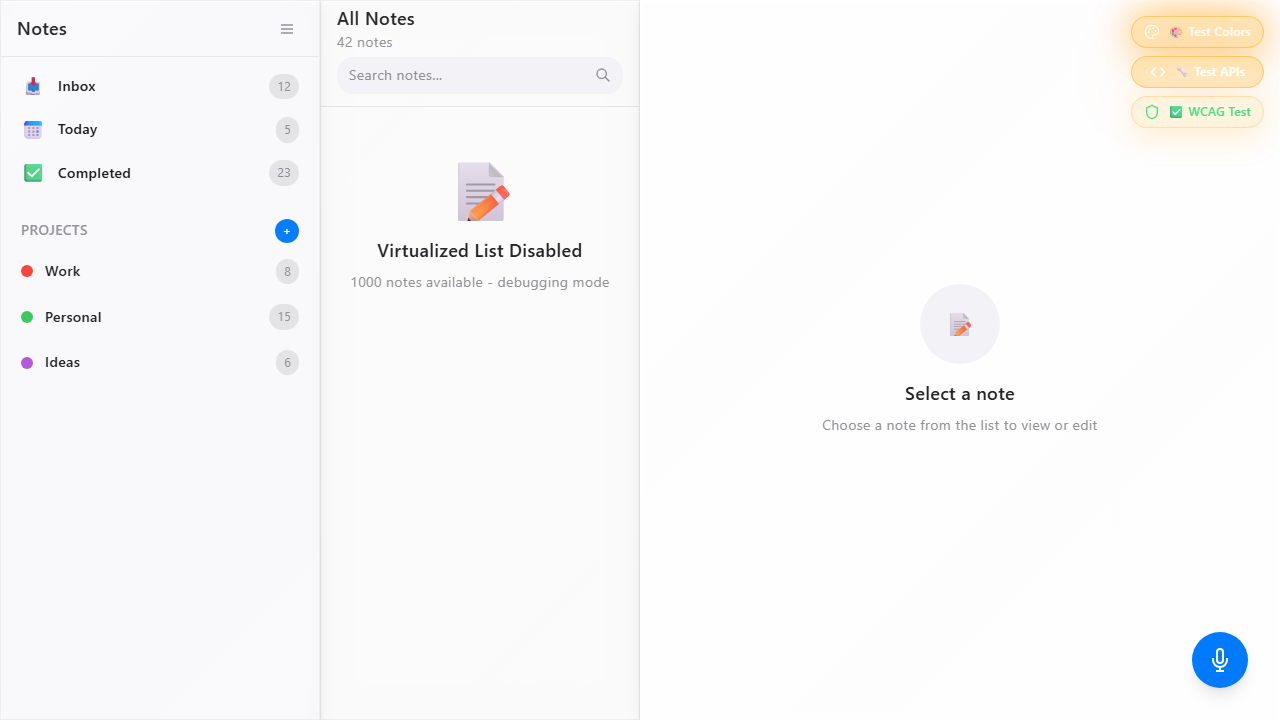 Notes
Inbox
12
Today
5
Completed
23
PROJECTS
+
Work
8
Personal
15
Ideas
6
All Notes
42 notes
Search notes...
Virtualized List Disabled
1000 notes available - debugging mode
Select a note
Choose a note from the list to view or edit
Test Colors
Test APIs
WCAG Test